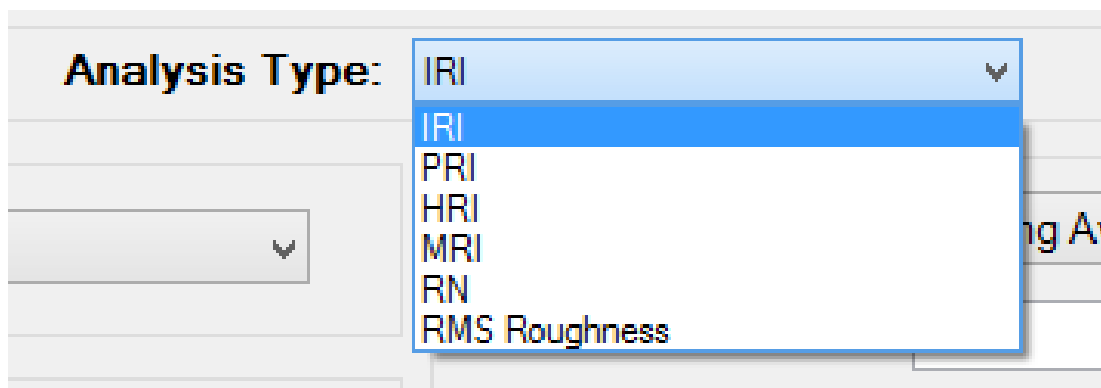 Analysis Type: IRI
IRI
PRI
HRI
MRI
RN
RMS Roughness